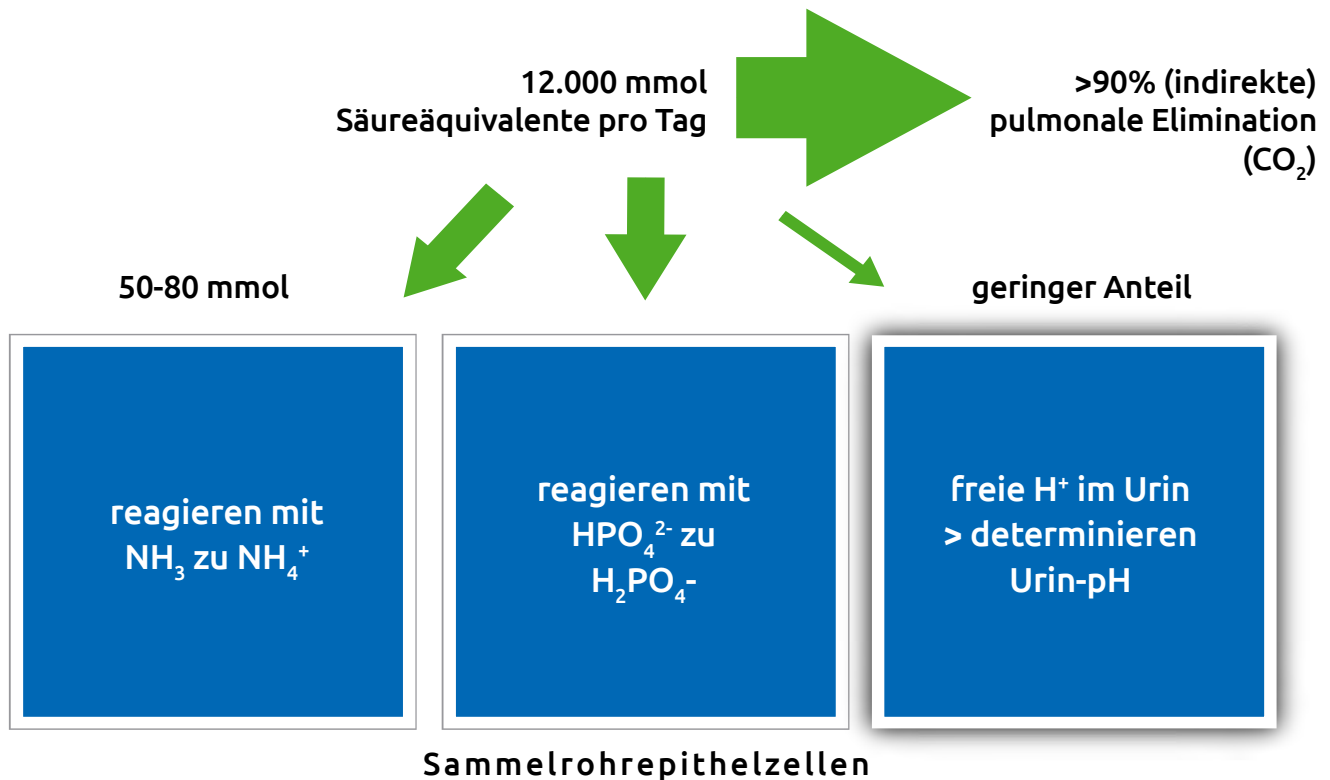 12.000 mmol
Säureäquivalente pro Tag
>90% (indirekte)
pulmonale Elimination
(CO₂)
50-80 mmol
geringer Anteil
reagieren mit
NH₃ zu NH₄⁺
reagieren mit
HPO₄²⁻ zu
H₂PO₄-
freie H⁺ im Urin
> determinieren
Urin-pH
Sammelrohrepithelzellen